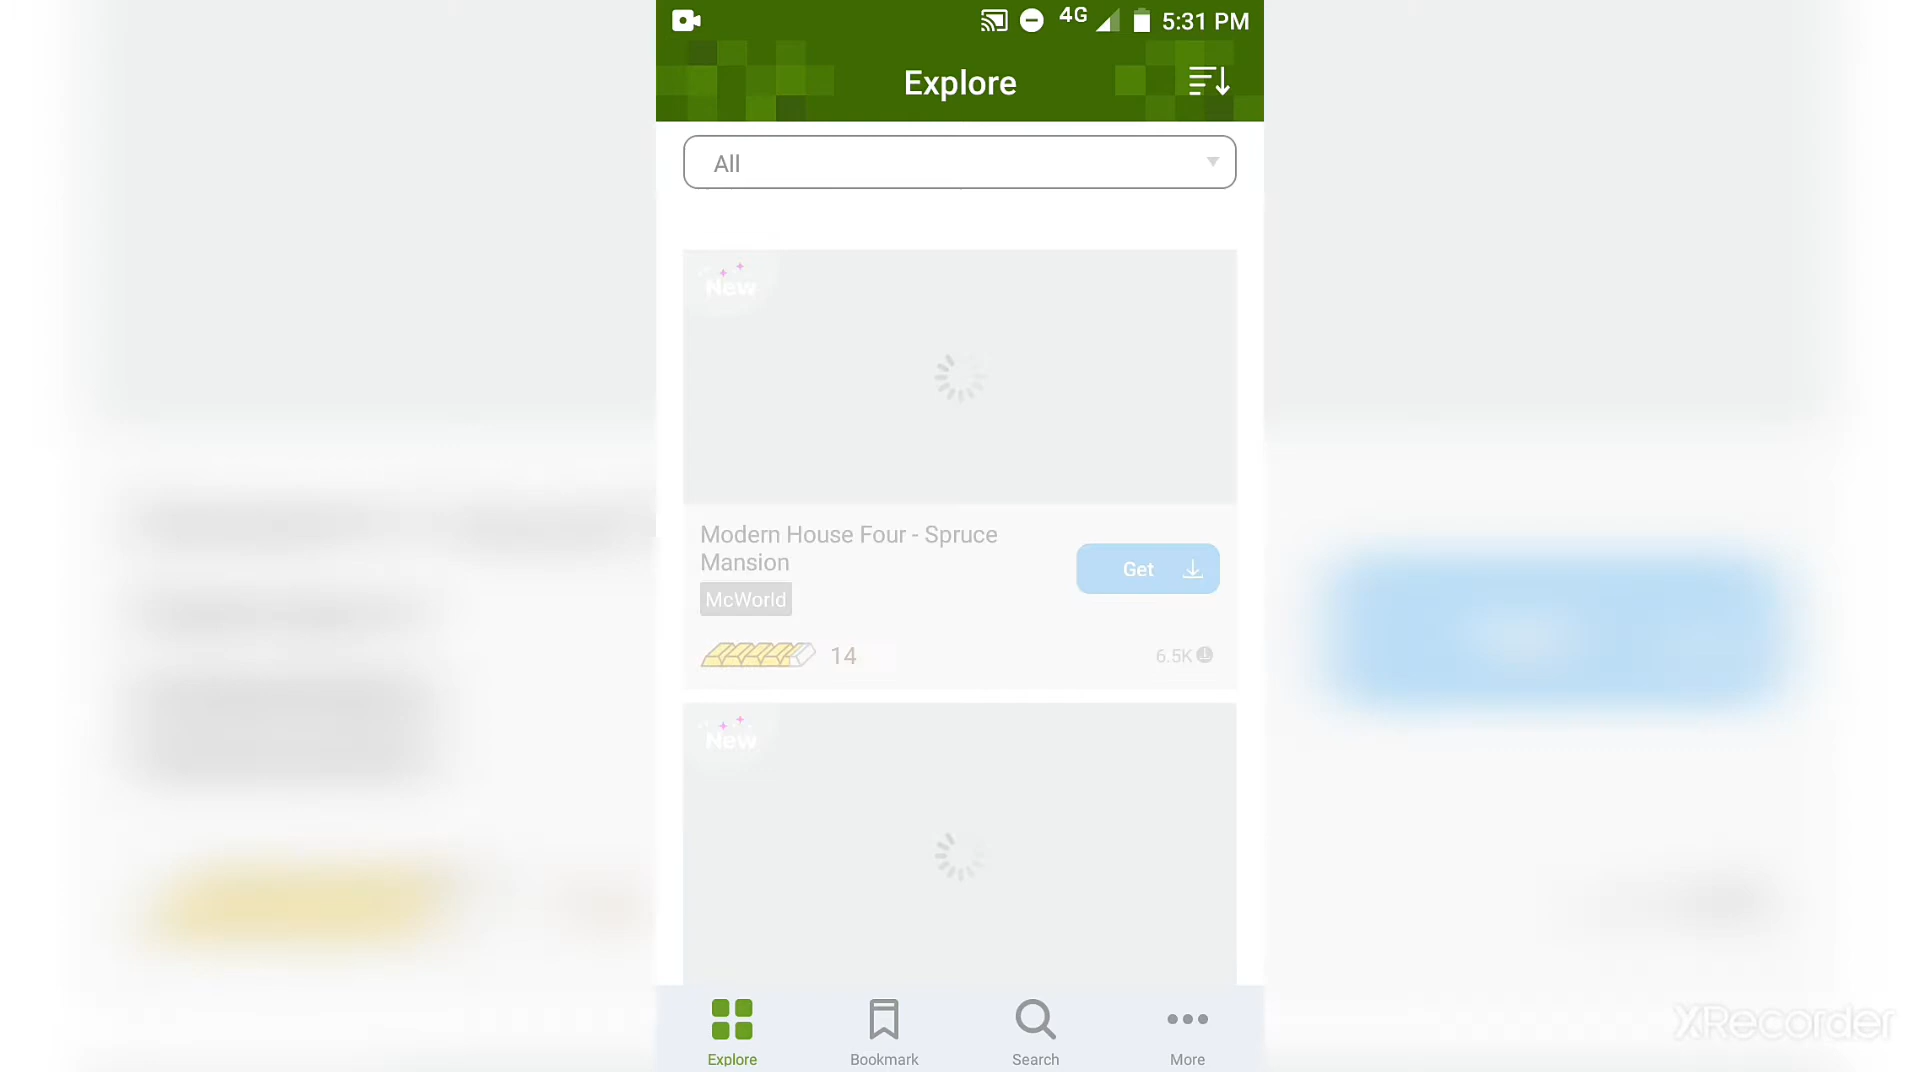 4G 5:31 PM
Explore
All
New
Modern House Four - Spruce
Mansion
Get
McWorld
14
6.5K
New
Explore
Bookmark
Search
More
XRecorder